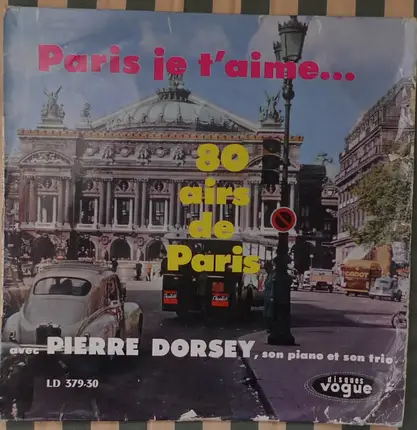 Paris je t'aime...
80
airs
de
Paris
avec PIERRE DORSEY, son piano et son trio
LD 379-30
disques
vogue